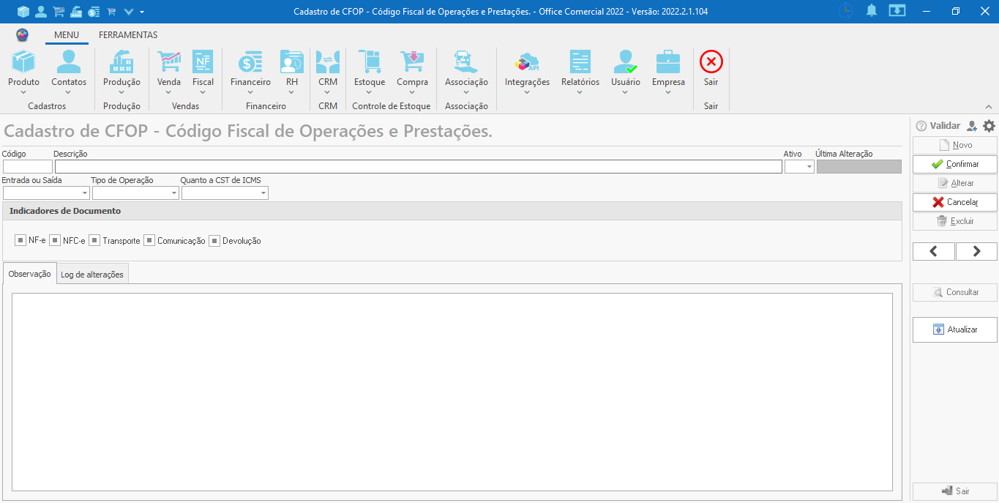 Cadastro de CFOP - Código Fiscal de Operações e Prestações. - Office Comercial 2022 - Versão: 2022.2.1.104
MENU FERRAMENTAS
NF API
Produto Contatos Produção Venda Fiscal Financeiro RH CRM Estoque Compra Associação Integrações Relatórios Usuário Empresa Sair
Cadastros Produção Vendas Financeiro CRM Controle de Estoque Associação Sair
Cadastro de CFOP - Código Fiscal de Operações e Prestações.
Código Descrição Ativo Última Alteração
Entrada ou Saída Tipo de Operação Quanto a CST de ICMS
Indicadores de Documento
NF-e NFC-e Transporte Comunicação Devolução
Observação Log de alterações
Validar
Novo
Confirmar
Alterar
Cancelar
Excluir
Consultar
Atualizar
Sair